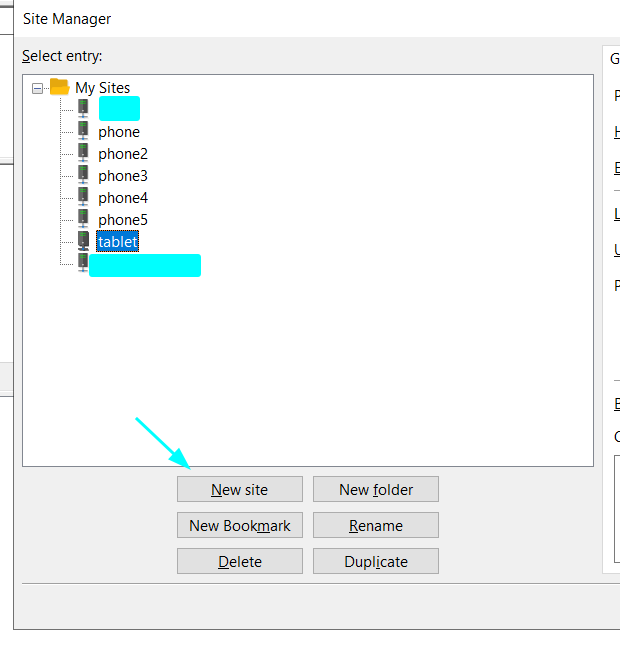 Site Manager
Select entry:
My Sites
phone
phone2
phone3
phone4
phone5
tablet
New site
New folder
New Bookmark
Rename
Delete
Duplicate